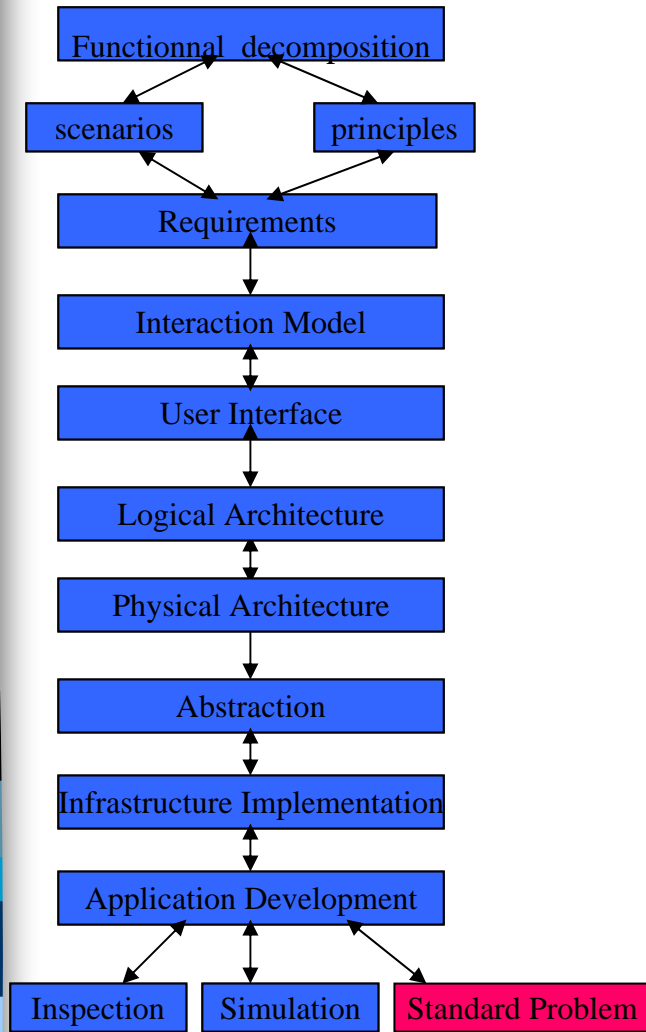 Functionnal decomposition
scenarios
principles
Requirements
Interaction Model
User Interface
Logical Architecture
Physical Architecture
Abstraction
Infrastructure Implementation
Application Development
Inspection
Simulation
Standard Problem